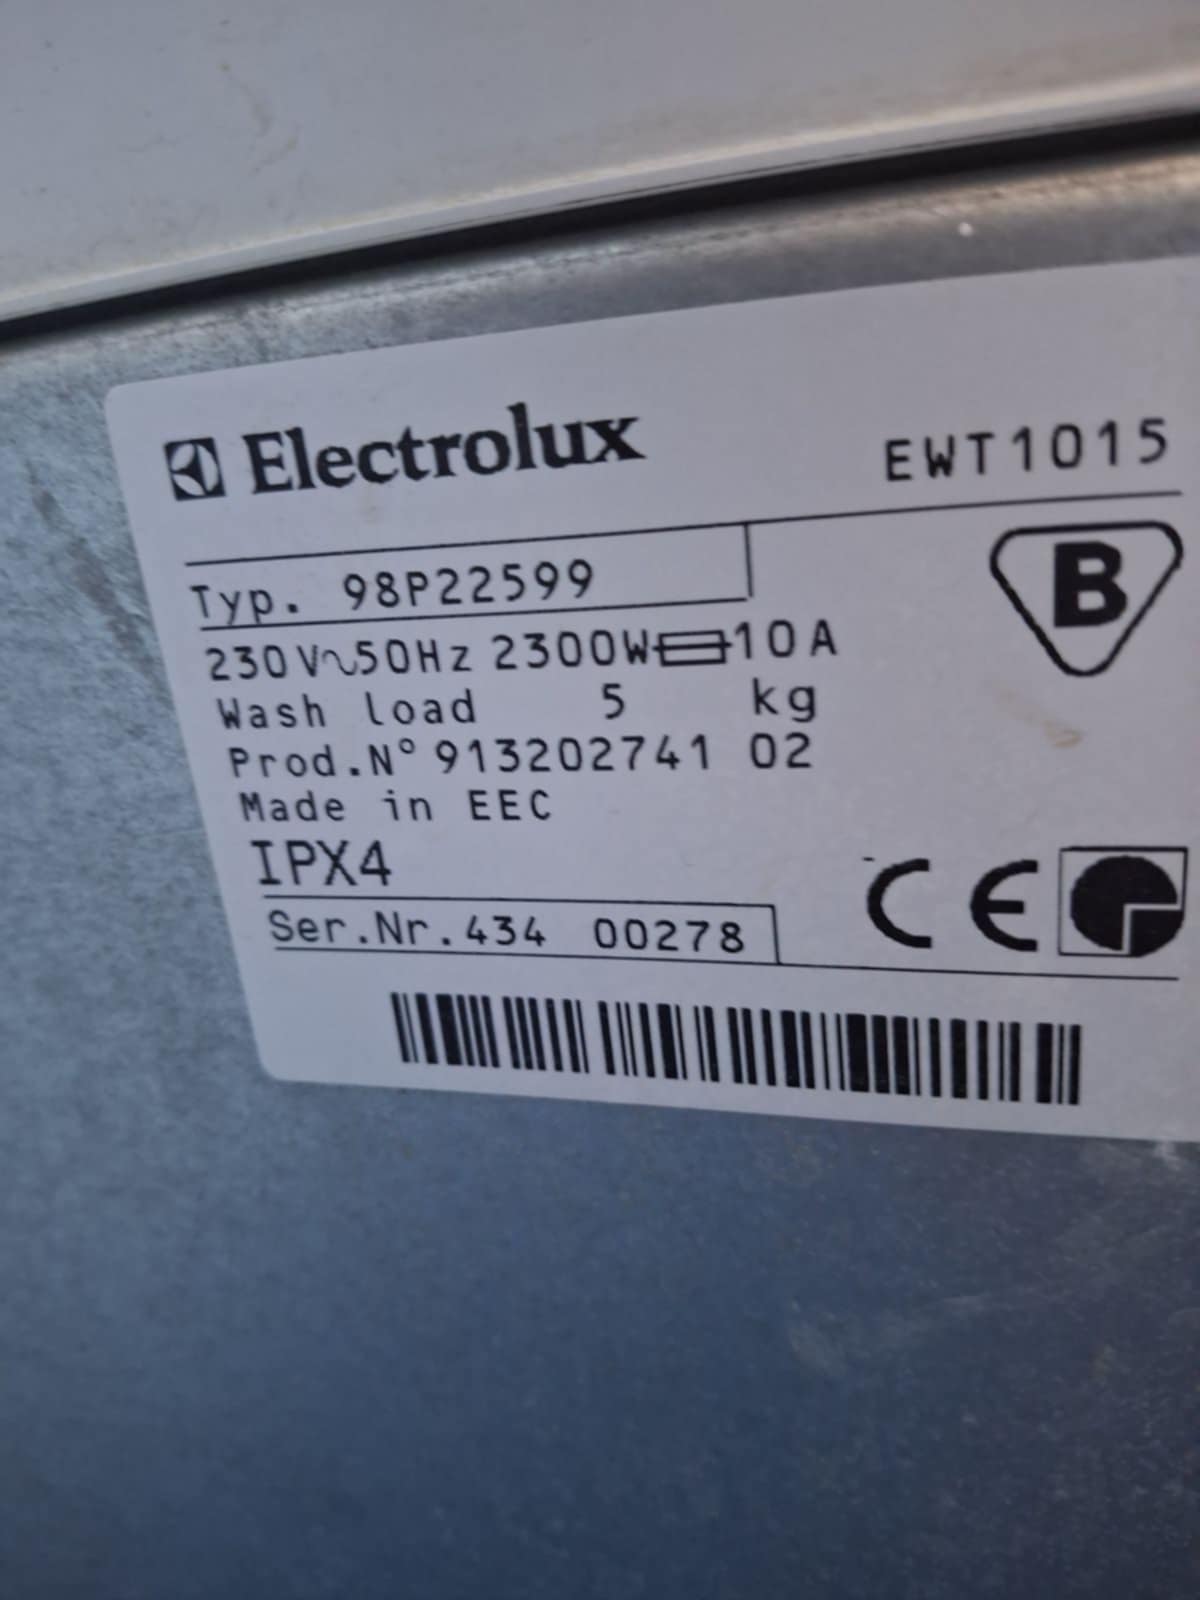 Electrolux EWT1015
Typ. 98P22599
B
230V~50Hz 2300W 10A
Wash load 5 kg
Prod.N° 913202741 02
Made in EEC
IPX4
CE
Ser.Nr. 434 00278